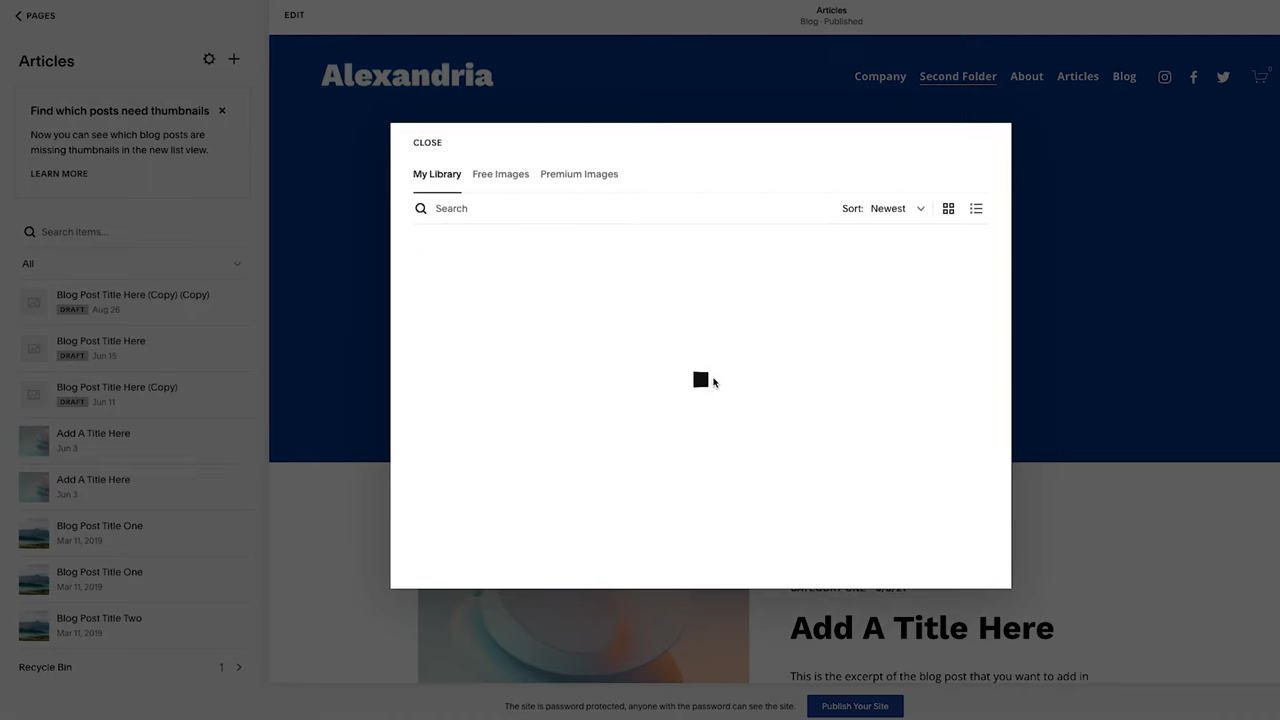 PAGES
EDIT
Articles
Blog · Published
Articles
Find which posts need thumbnails
Now you can see which blog posts are
missing thumbnails in the new list view.
LEARN MORE
Search items...
All
Blog Post Title Here (Copy) (Copy)
DRAFT Aug 26
Blog Post Title Here
DRAFT Jun 15
Blog Post Title Here (Copy)
DRAFT Jun 11
Add A Title Here
Jun 3
Add A Title Here
Jun 3
Blog Post Title One
Mar 11, 2019
Blog Post Title One
Mar 11, 2019
Blog Post Title Two
Mar 11, 2019
Recycle Bin 1
Alexandria
Company Second Folder About Articles Blog 0
CLOSE
My Library Free Images Premium Images
Search Sort: Newest
Add A Title Here
This is the excerpt of the blog post that you want to add in
The site is password protected, anyone with the password can see the site. Publish Your Site